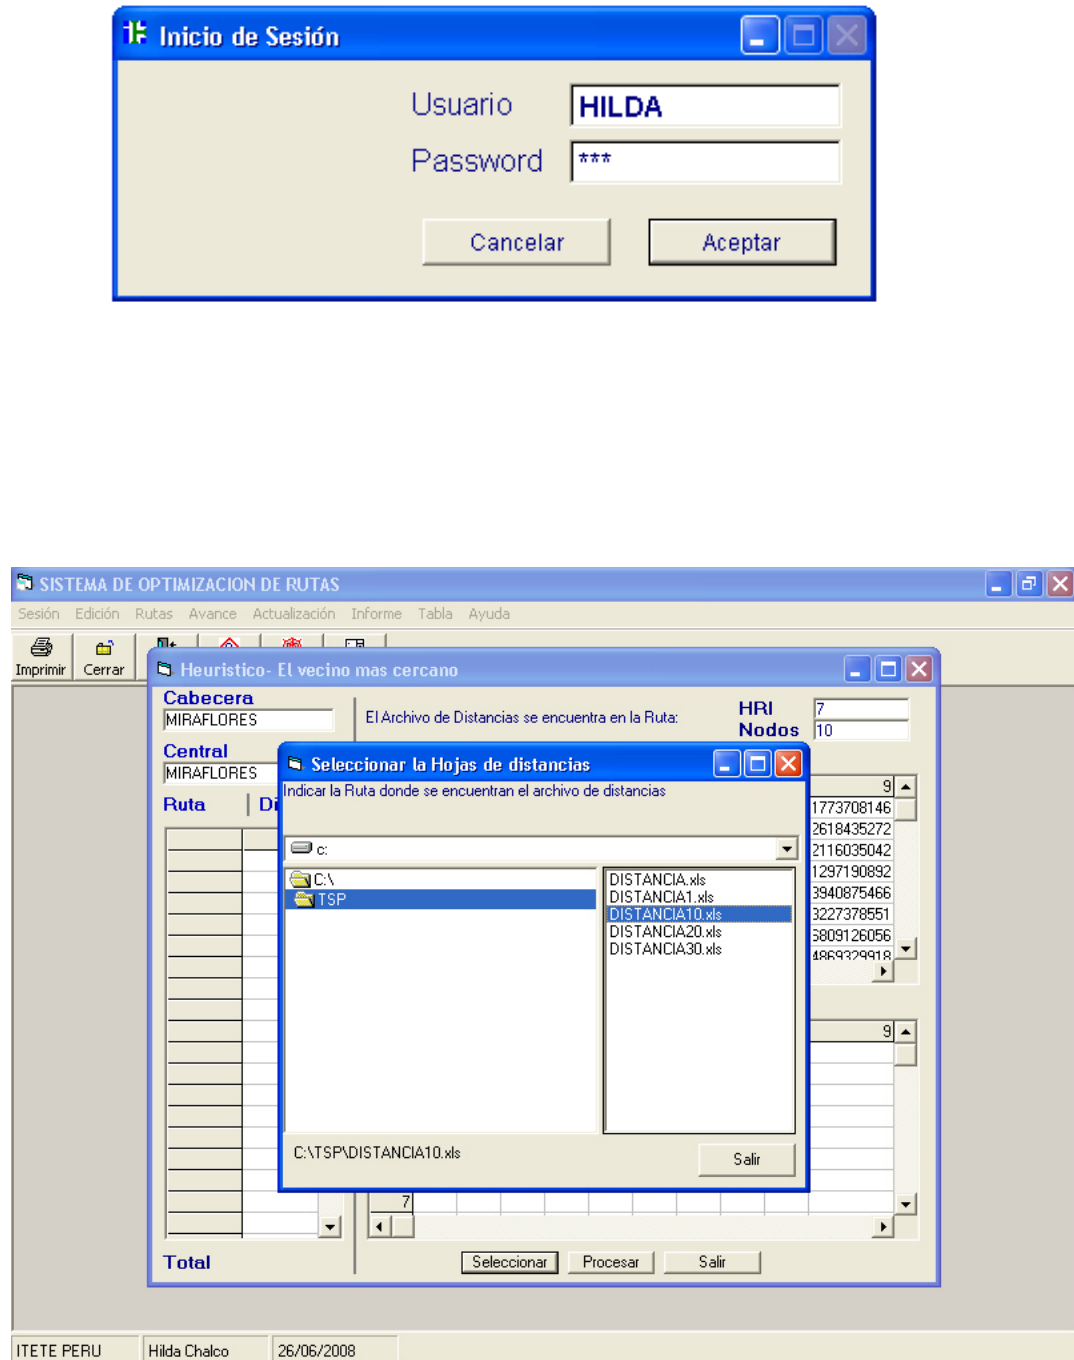 Inicio de Sesión
Usuario HILDA
Password ***
Cancelar Aceptar
SISTEMA DE OPTIMIZACION DE RUTAS
Sesión Edición Rutas Avance Actualización Informe Tabla Ayuda
Imprimir Cerrar
Heuristico- El vecino mas cercano
Cabecera
MIRAFLORES
El Archivo de Distancias se encuentra en la Ruta:
HRI 7
Nodos 10
Central
MIRAFLORES
Ruta Di
Seleccionar la Hojas de distancias
Indicar la Ruta donde se encuentran el archivo de distancias
c:
C:\
TSP
DISTANCIA.xls
DISTANCIA1.xls
DISTANCIA10.xls
DISTANCIA20.xls
DISTANCIA30.xls
C:\TSP\DISTANCIA10.xls
Salir
9
1773708146
2618435272
2116035042
1297190892
3940875466
3227378551
5809126056
4869329918
9
7
Total
Seleccionar Procesar Salir
ITETE PERU Hilda Chalco 26/06/2008